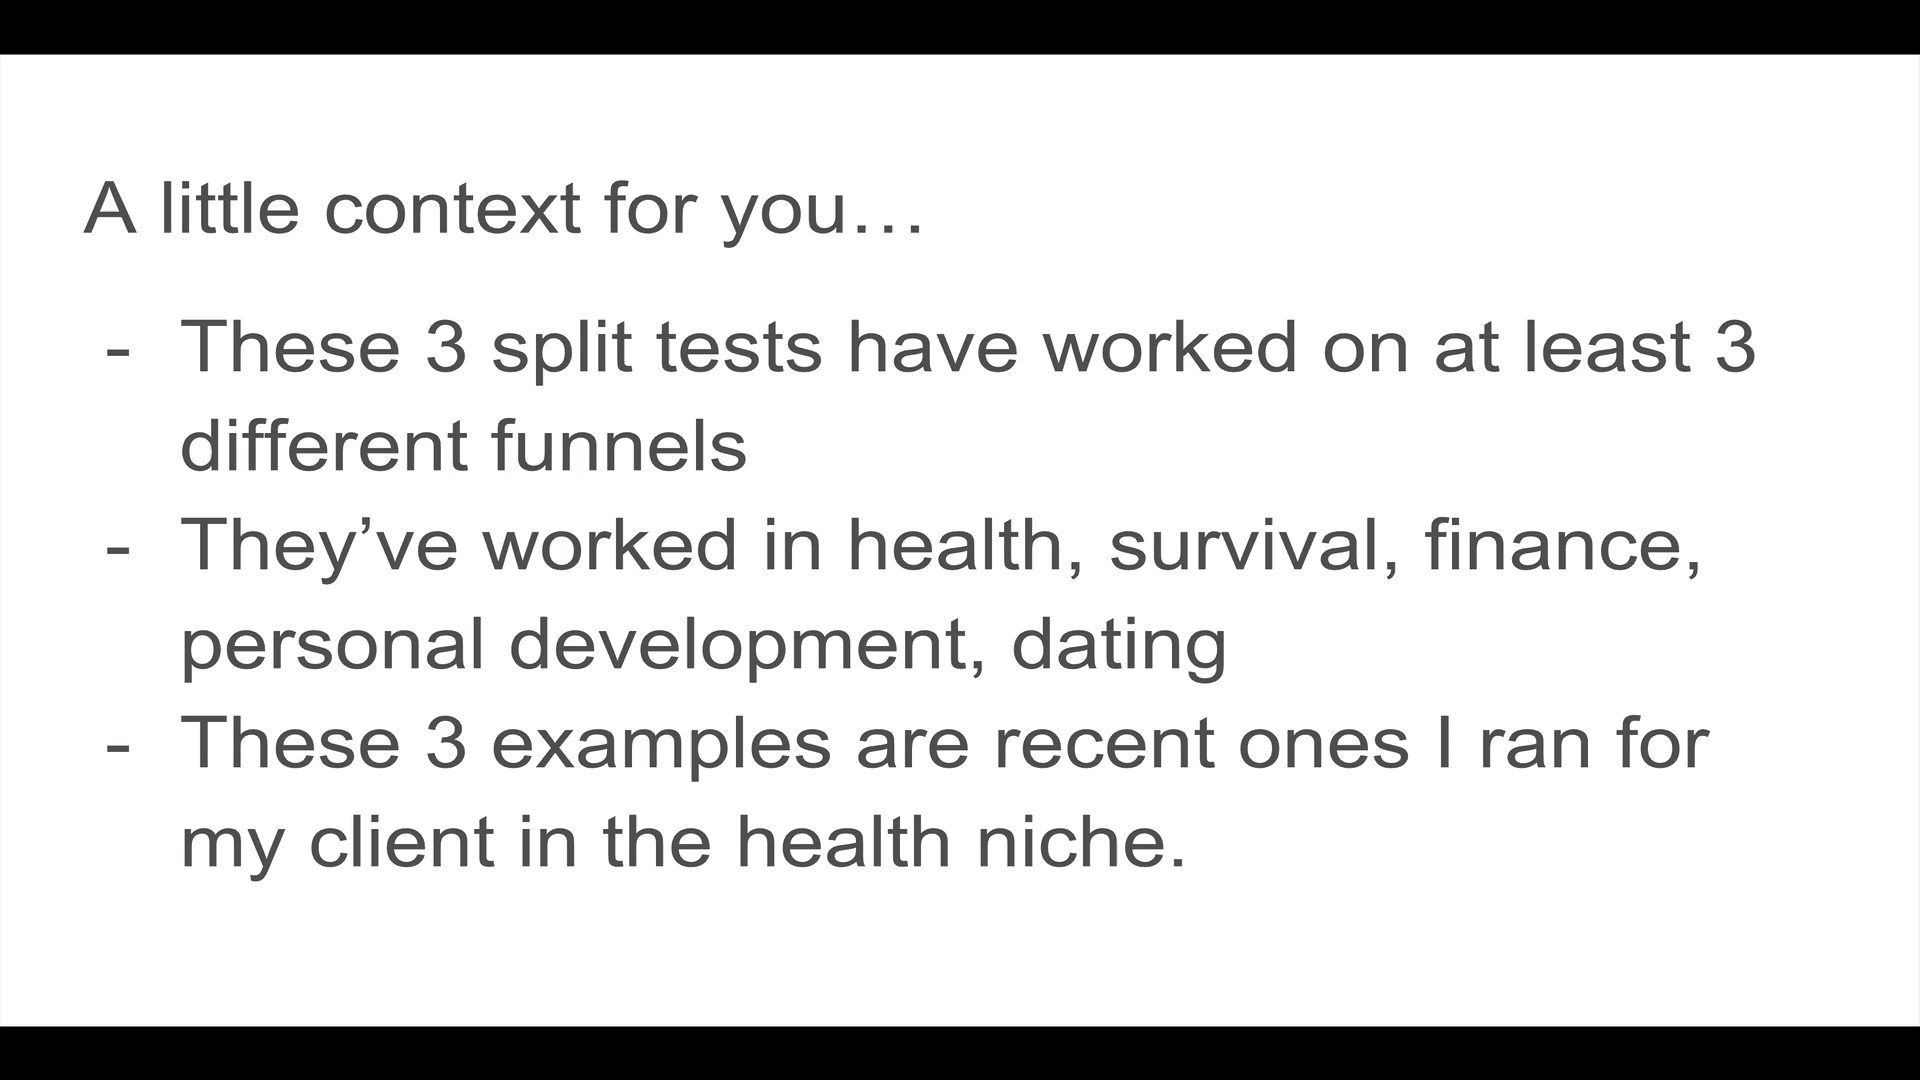 A little context for you…
- These 3 split tests have worked on at least 3
different funnels
- They’ve worked in health, survival, finance,
personal development, dating
- These 3 examples are recent ones I ran for
my client in the health niche.